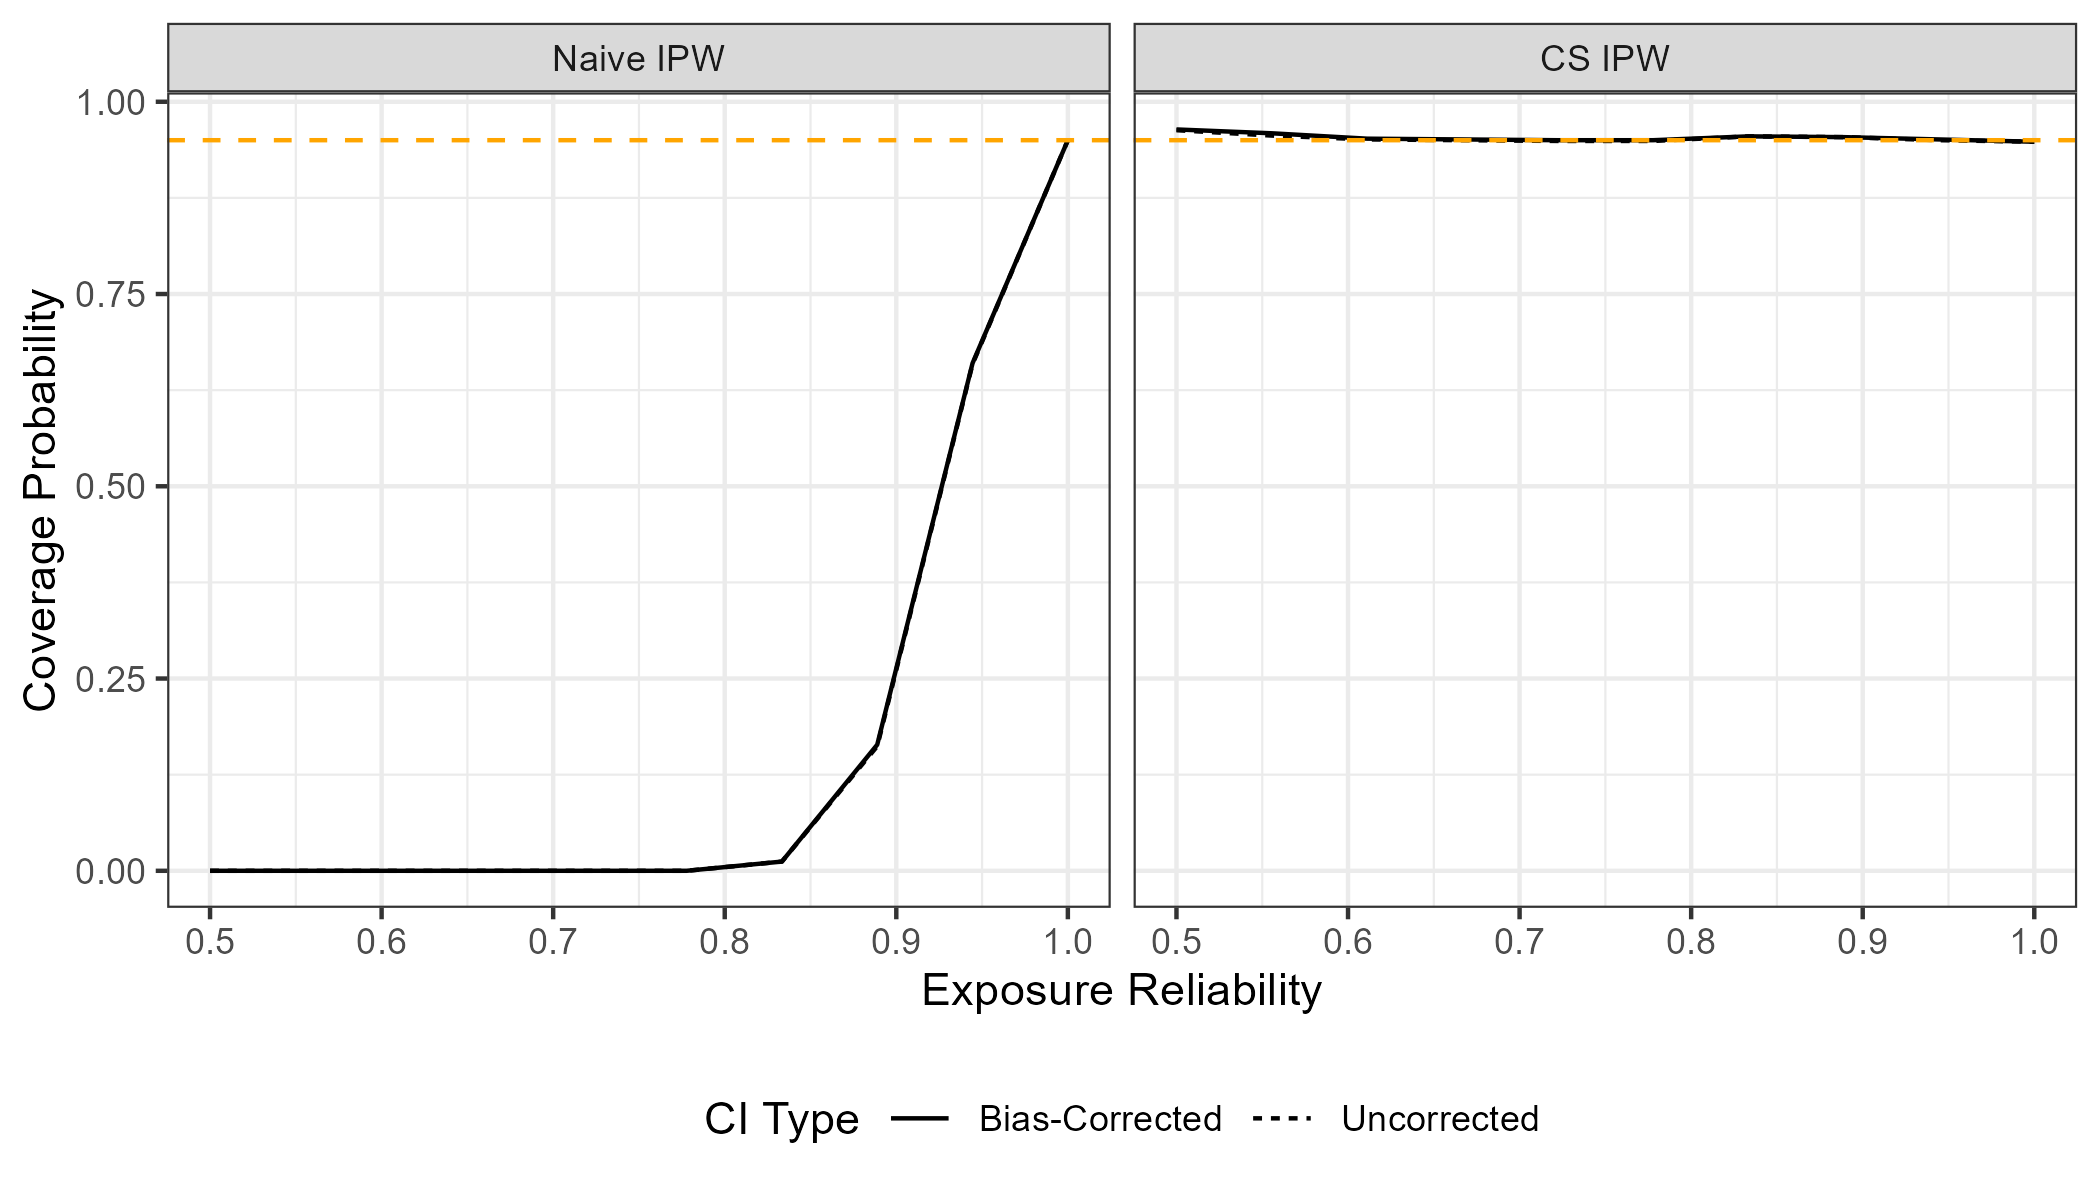 Naive IPW
CS IPW
1.00
0.75
0.50
0.25
0.00
Coverage Probability
0.5 0.6 0.7 0.8 0.9 1.0
0.5 0.6 0.7 0.8 0.9 1.0
Exposure Reliability
CI Type Bias-Corrected Uncorrected